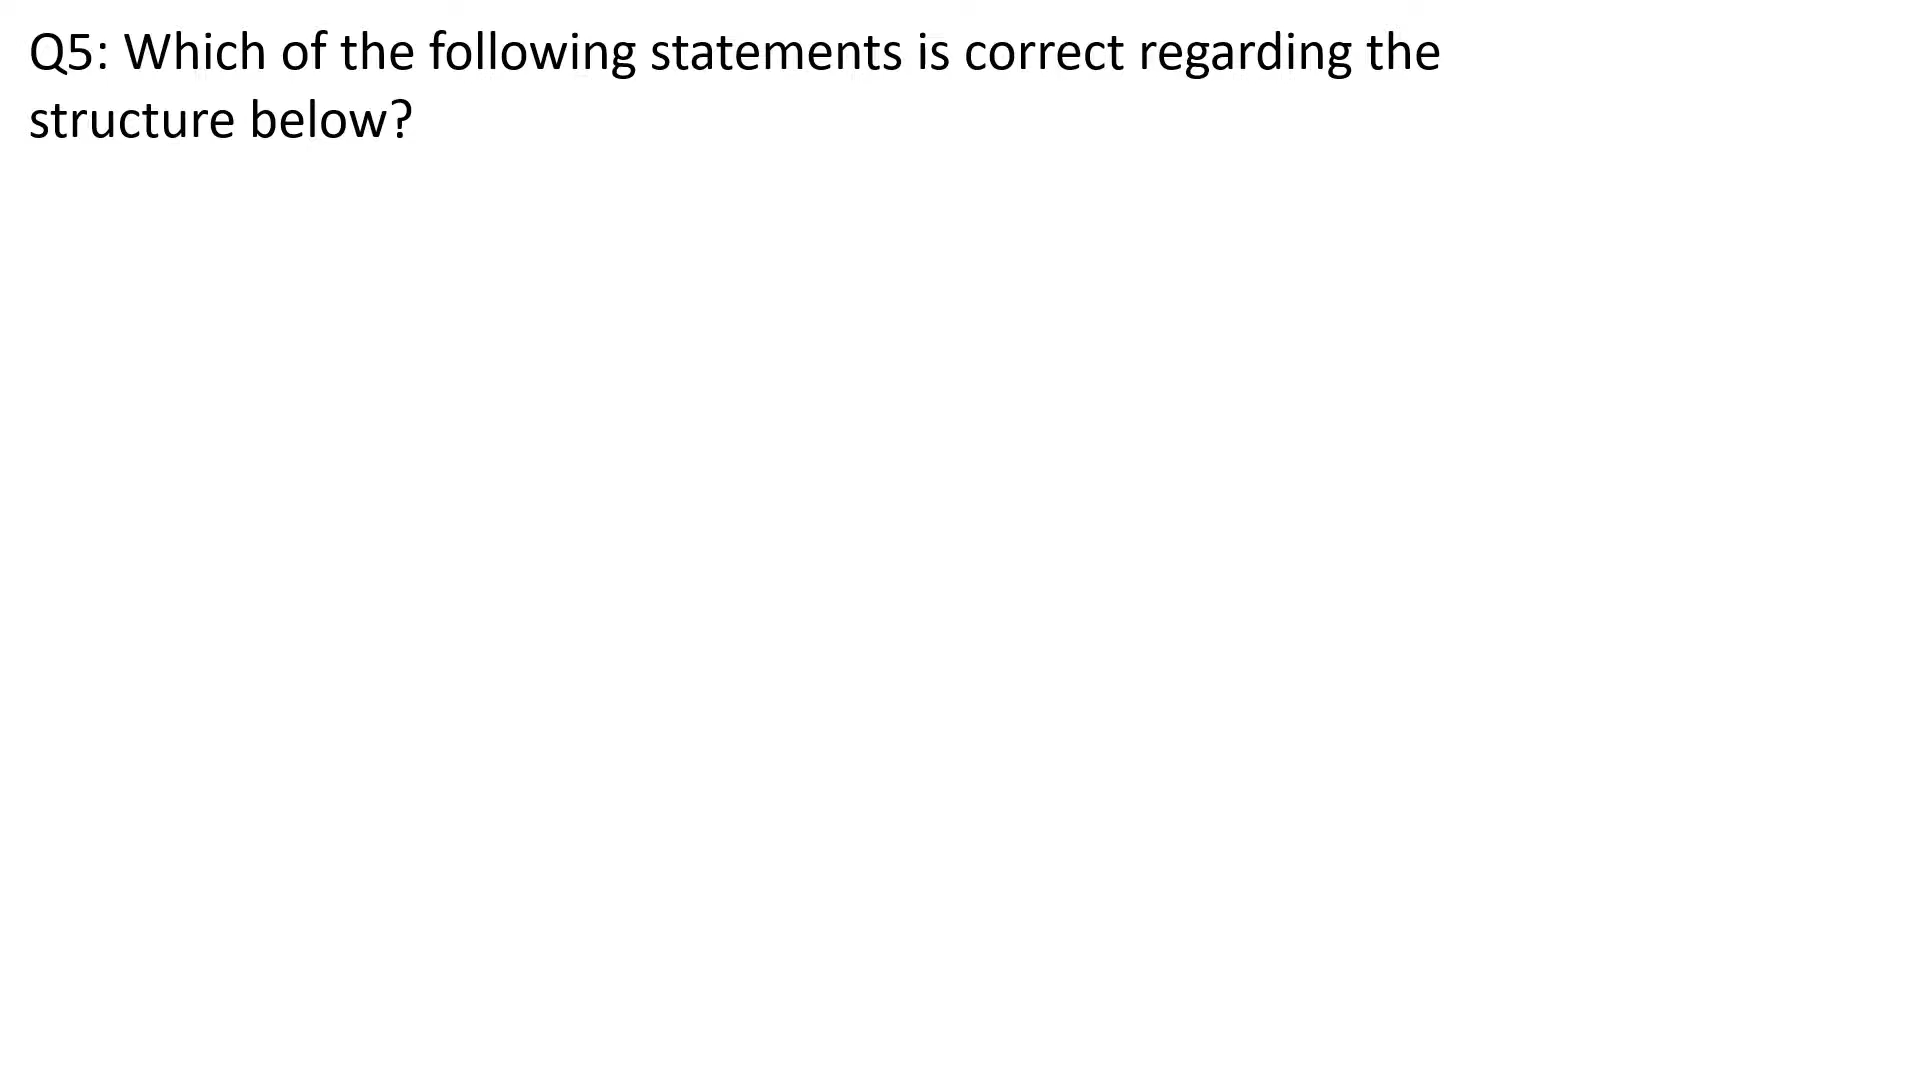 Q5: Which of the following statements is correct regarding the
structure below?